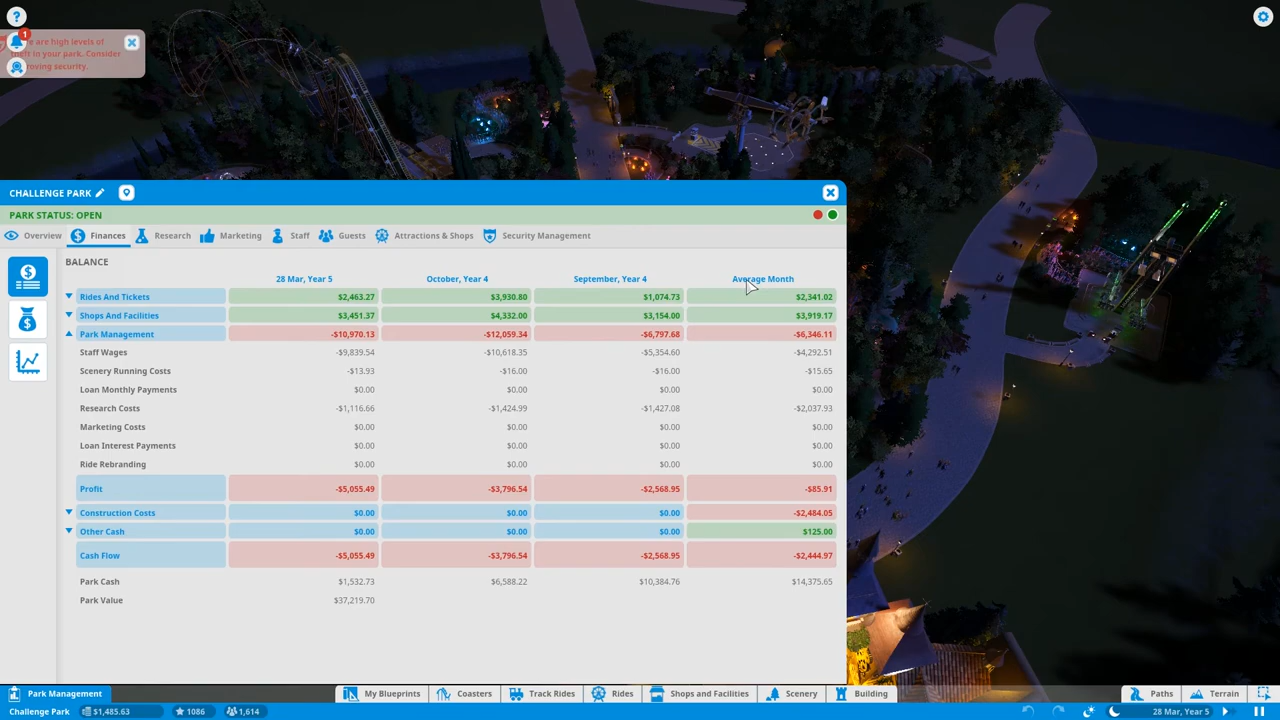 ?
1
are high levels of
theft in your park. Consider
roving security.
CHALLENGE PARK
PARK STATUS: OPEN
Overview Finances Research Marketing Staff Guests Attractions & Shops Security Management
BALANCE
28 Mar, Year 5 October, Year 4 September, Year 4 Average Month
Rides And Tickets $2,463.27 $3,930.80 $1,074.73 $2,341.02
Shops And Facilities $3,451.37 $4,332.00 $3,154.00 $3,919.17
Park Management -$10,970.13 -$12,059.34 -$6,797.68 -$6,346.11
Staff Wages -$9,839.54 -$10,618.35 -$5,354.60 -$4,292.51
Scenery Running Costs -$13.93 -$16.00 -$16.00 -$15.65
Loan Monthly Payments $0.00 $0.00 $0.00 $0.00
Research Costs -$1,116.66 -$1,424.99 -$1,427.08 -$2,037.93
Marketing Costs $0.00 $0.00 $0.00 $0.00
Loan Interest Payments $0.00 $0.00 $0.00 $0.00
Ride Rebranding $0.00 $0.00 $0.00 $0.00
Profit -$5,055.49 -$3,796.54 -$2,568.95 -$85.91
Construction Costs $0.00 $0.00 $0.00 -$2,484.05
Other Cash $0.00 $0.00 $0.00 $125.00
Cash Flow -$5,055.49 -$3,796.54 -$2,568.95 -$2,444.97
Park Cash $1,532.73 $6,588.22 $10,384.76 $14,375.65
Park Value $37,219.70
Park Management My Blueprints Coasters Track Rides Rides Shops and Facilities Scenery Building Paths Terrain
Challenge Park $1,485.63 1086 1,614 28 Mar, Year 5